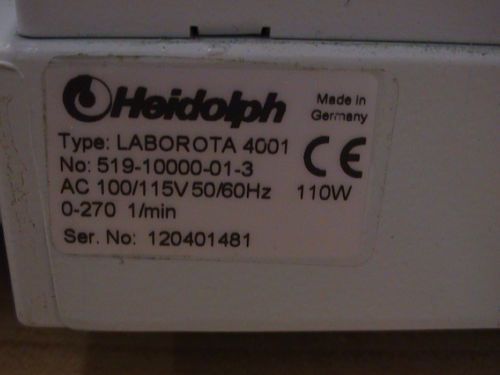 Heidolph
Made in
Germany
Type: LABOROTA 4001
No: 519-10000-01-3
AC 100/115V 50/60Hz 110W
0-270 1/min
Ser. No: 120401481
CE